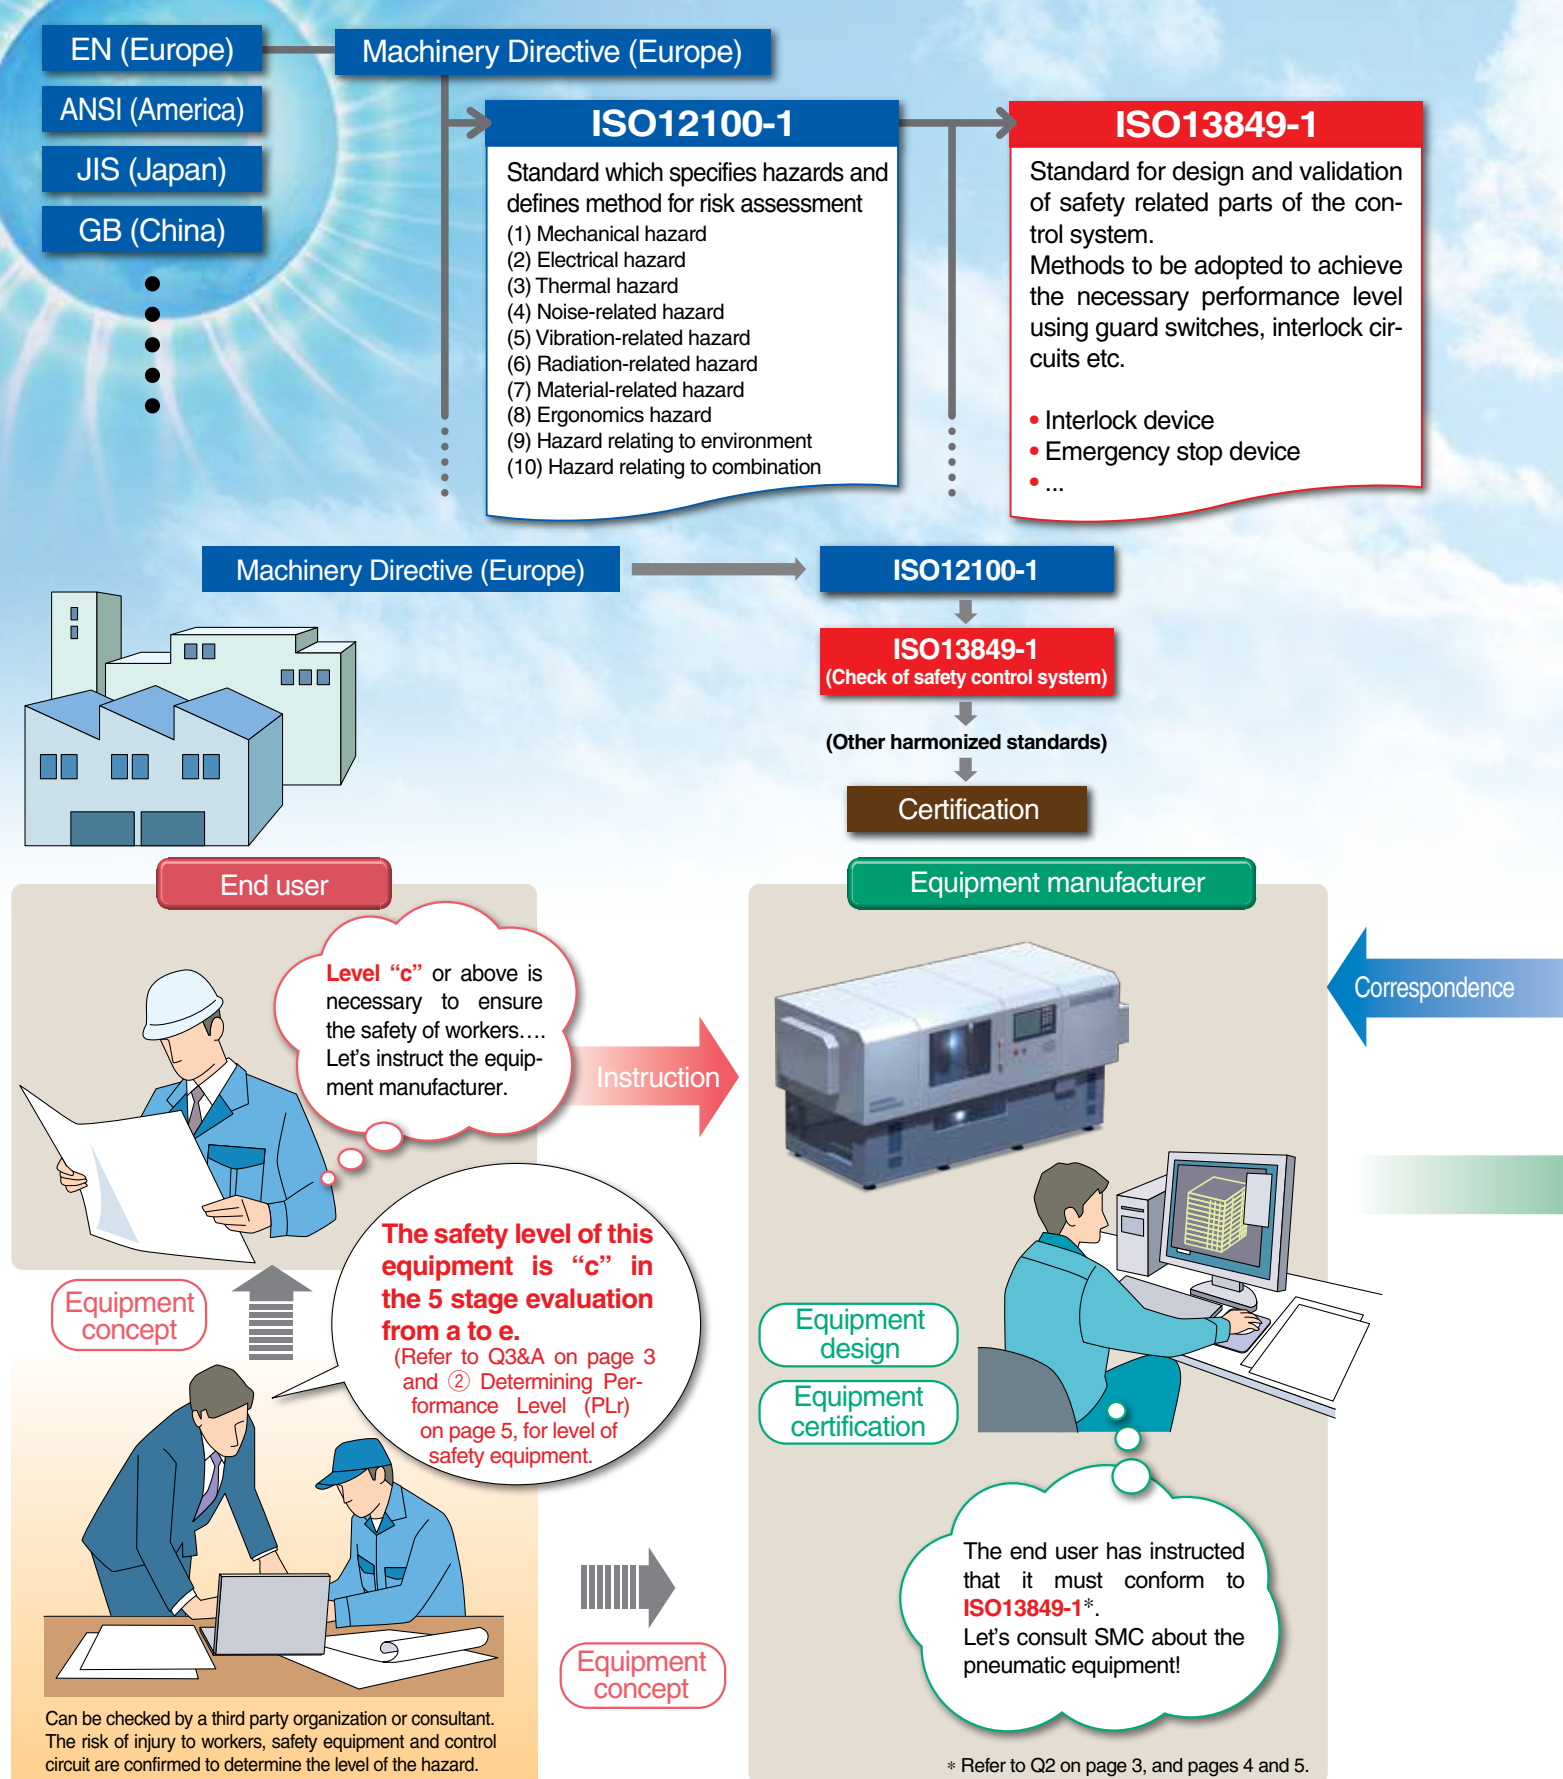 EN (Europe)
Machinery Directive (Europe)
ANSI (America)
JIS (Japan)
GB (China)
ISO12100-1
Standard which specifies hazards and
defines method for risk assessment
(1) Mechanical hazard
(2) Electrical hazard
(3) Thermal hazard
(4) Noise-related hazard
(5) Vibration-related hazard
(6) Radiation-related hazard
(7) Material-related hazard
(8) Ergonomics hazard
(9) Hazard relating to environment
(10) Hazard relating to combination
ISO13849-1
Standard for design and validation
of safety related parts of the con-
trol system.
Methods to be adopted to achieve
the necessary performance level
using guard switches, interlock cir-
cuits etc.
• Interlock device
• Emergency stop device
• ...
Machinery Directive (Europe)
ISO12100-1
ISO13849-1
(Check of safety control system)
(Other harmonized standards)
Certification
End user
Level “c” or above is
necessary to ensure
the safety of workers….
Let’s instruct the equip-
ment manufacturer.
Instruction
The safety level of this
equipment is “c” in
the 5 stage evaluation
from a to e.
(Refer to Q3&A on page 3
and ② Determining Per-
formance Level (PLr)
on page 5, for level of
safety equipment.
Equipment
concept
Can be checked by a third party organization or consultant.
The risk of injury to workers, safety equipment and control
circuit are confirmed to determine the level of the hazard.
Equipment
concept
Equipment manufacturer
Correspondence
Equipment
design
Equipment
certification
The end user has instructed
that it must conform to
ISO13849-1*.
Let’s consult SMC about the
pneumatic equipment!
* Refer to Q2 on page 3, and pages 4 and 5.